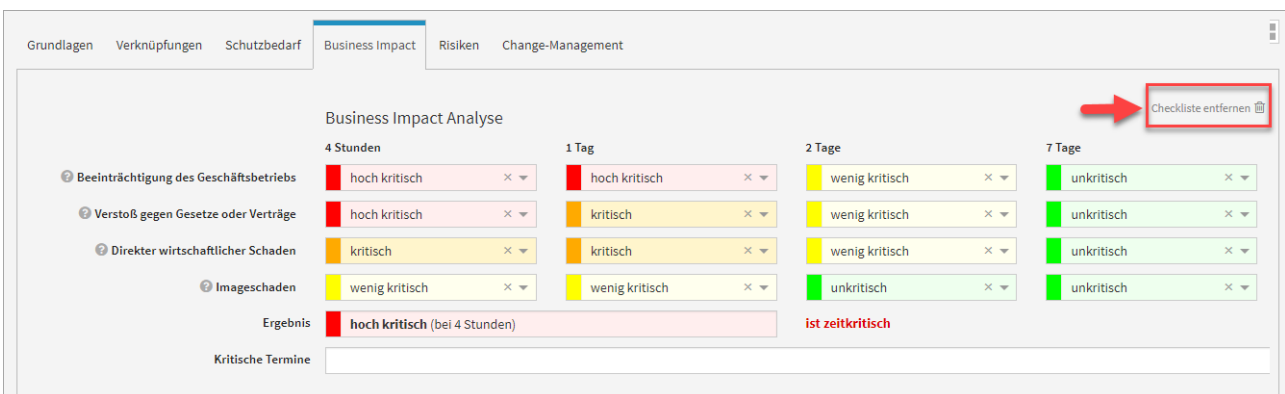 Grundlagen Verknüpfungen Schutzbedarf Business Impact Risiken Change-Management
Checkliste entfernen
Business Impact Analyse
4 Stunden 1 Tag 2 Tage 7 Tage
Beeinträchtigung des Geschäftsbetriebs hoch kritisch hoch kritisch wenig kritisch unkritisch
Verstoß gegen Gesetze oder Verträge hoch kritisch kritisch wenig kritisch unkritisch
Direkter wirtschaftlicher Schaden kritisch kritisch wenig kritisch unkritisch
Imageschaden wenig kritisch wenig kritisch unkritisch unkritisch
Ergebnis hoch kritisch (bei 4 Stunden) ist zeitkritisch
Kritische Termine